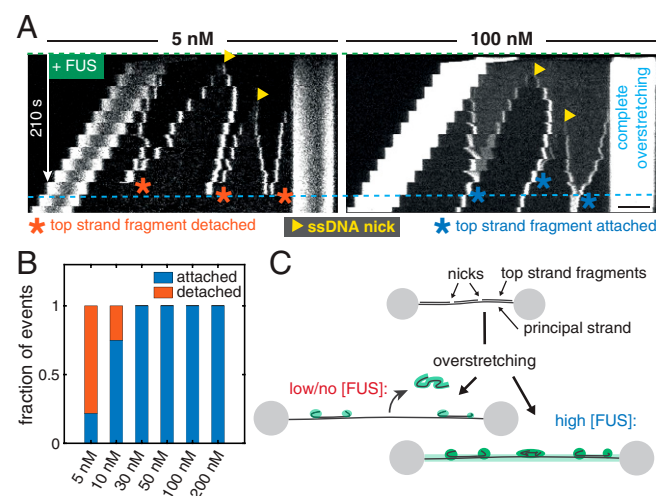 A
5 nM
100 nM
+ FUS
210 s
complete overstretching
* top strand fragment detached
ssDNA nick
* top strand fragment attached
B
attached
detached
fraction of events
1
0.5
0
5 nM
10 nM
30 nM
50 nM
100 nM
200 nM
C
nicks
top strand fragments
principal strand
overstretching
low/no [FUS]:
high [FUS]: